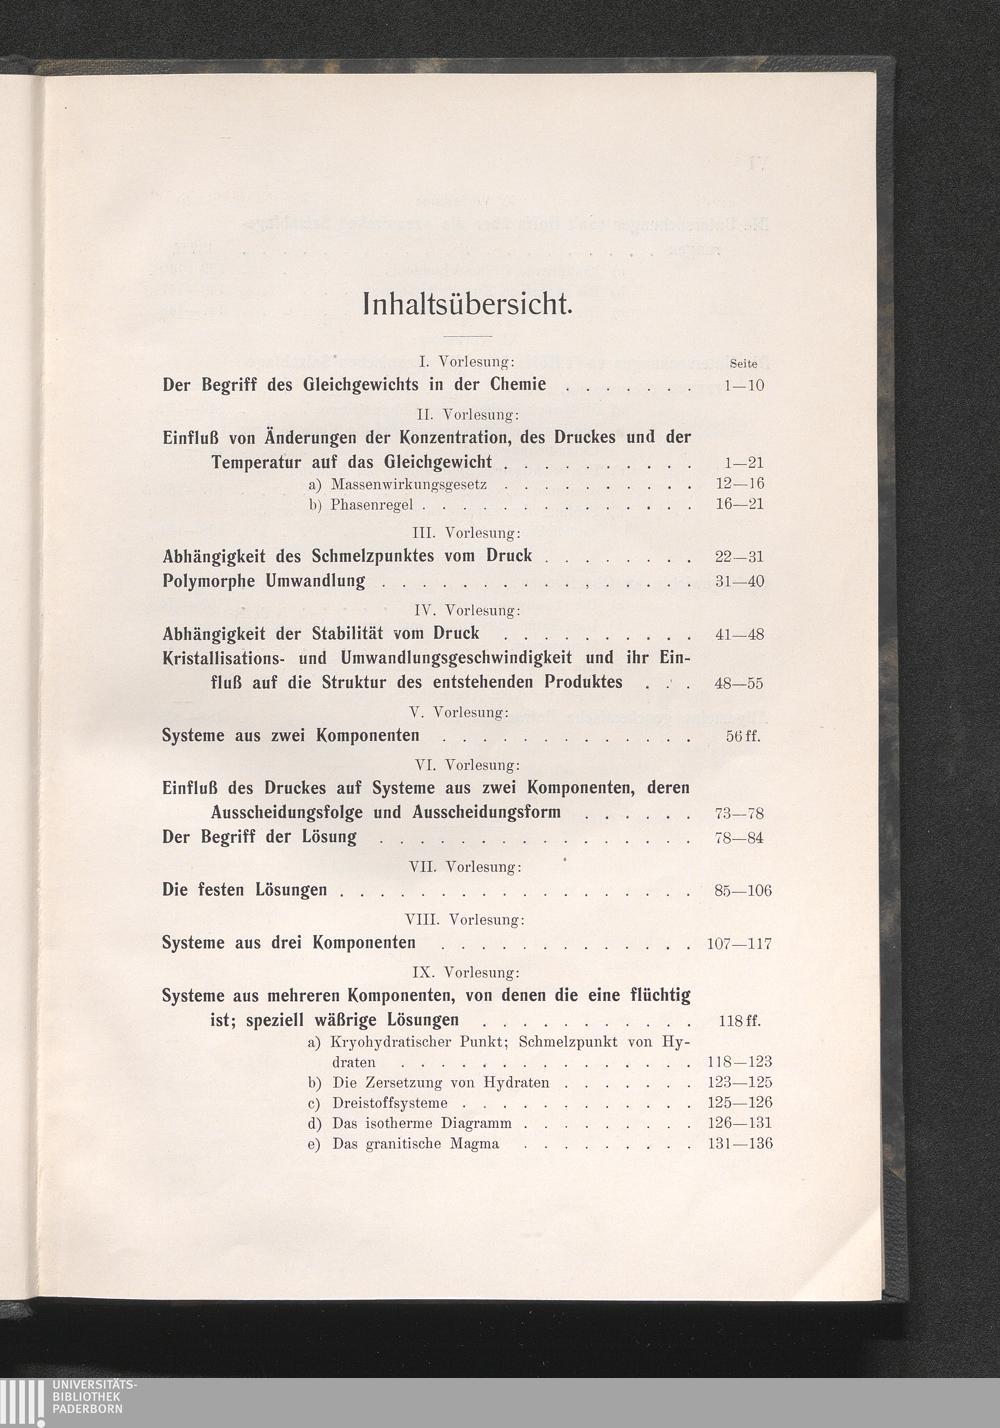 Inhaltsübersicht.
I. Vorlesung: Seite
Der Begriff des Gleichgewichts in der Chemie . . . . . . . 1—10
II. Vorlesung:
Einfluß von Änderungen der Konzentration, des Druckes und der
Temperatur auf das Gleichgewicht . . . . . . . . . . 1—21
a) Massenwirkungsgesetz . . . . . . . . . . 12—16
b) Phasenregel . . . . . . . . . . . . . . 16—21
III. Vorlesung:
Abhängigkeit des Schmelzpunktes vom Druck . . . . . . . . 22—31
Polymorphe Umwandlung . . . . . . . . . . . . . . . . 31—40
IV. Vorlesung:
Abhängigkeit der Stabilität vom Druck . . . . . . . . . . 41—48
Kristallisations- und Umwandlungsgeschwindigkeit und ihr Ein-
fluß auf die Struktur des entstehenden Produktes . . . 48—55
V. Vorlesung:
Systeme aus zwei Komponenten . . . . . . . . . . . . . 56 ff.
VI. Vorlesung:
Einfluß des Druckes auf Systeme aus zwei Komponenten, deren
Ausscheidungsfolge und Ausscheidungsform . . . . . . 73—78
Der Begriff der Lösung . . . . . . . . . . . . . . . . 78—84
VII. Vorlesung:
Die festen Lösungen . . . . . . . . . . . . . . . . . . 85—106
VIII. Vorlesung:
Systeme aus drei Komponenten . . . . . . . . . . . . . 107—117
IX. Vorlesung:
Systeme aus mehreren Komponenten, von denen die eine flüchtig
ist; speziell wäßrige Lösungen . . . . . . . . . . . 118 ff.
a) Kryohydratischer Punkt; Schmelzpunkt von Hy-
draten . . . . . . . . . . . . . . . 118—123
b) Die Zersetzung von Hydraten . . . . . . . 123—125
c) Dreistoffsysteme . . . . . . . . . . . . 125—126
d) Das isotherme Diagramm . . . . . . . . . 126—131
e) Das granitische Magma . . . . . . . . . 131—136
UNIVERSITÄTS-
BIBLIOTHEK
PADERBORN